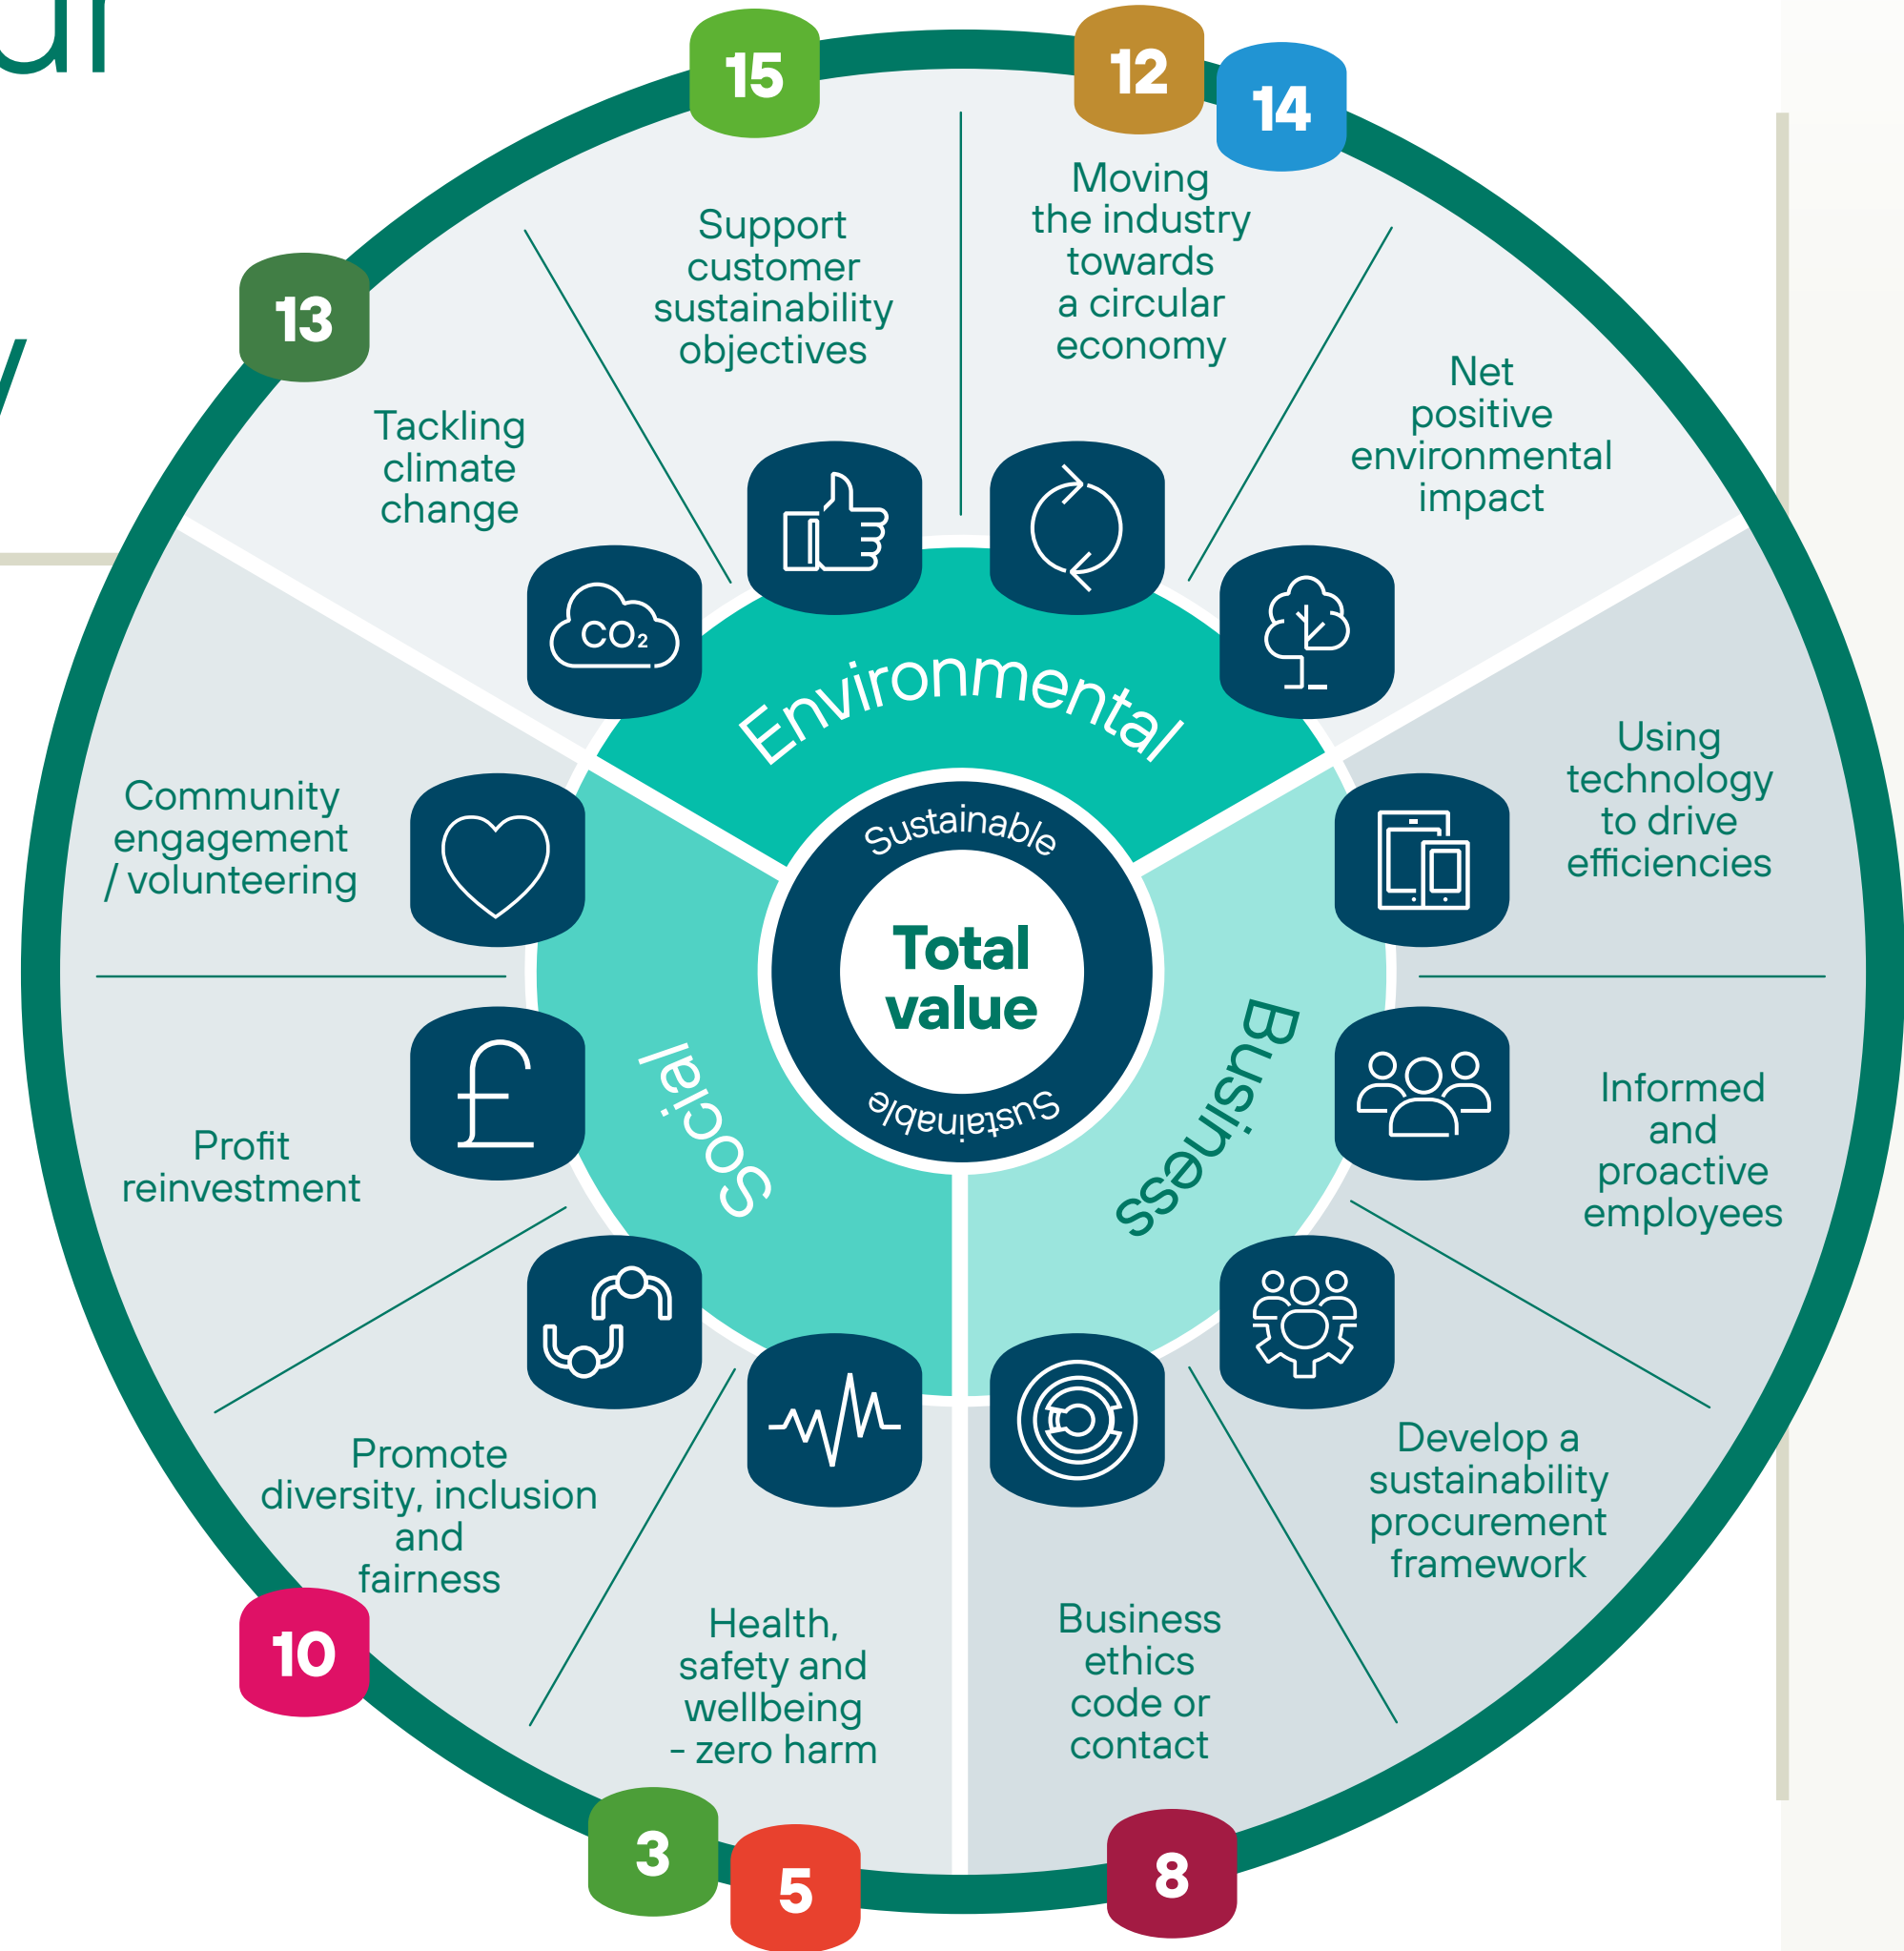 15
12
14
13
Support
customer
sustainability
objectives
Moving
the industry
towards
a circular
economy
Tackling
climate
change
Net
positive
environmental
impact
CO₂
Environmental
Using
technology
to drive
efficiencies
Community
engagement
/ volunteering
Sustainable
Total
value
Sustainable
Social
Business
Informed
and
proactive
employees
Profit
reinvestment
£
Promote
diversity, inclusion
and
fairness
Develop a
sustainability
procurement
framework
Health,
safety and
wellbeing
- zero harm
Business
ethics
code or
contact
10
3
5
8